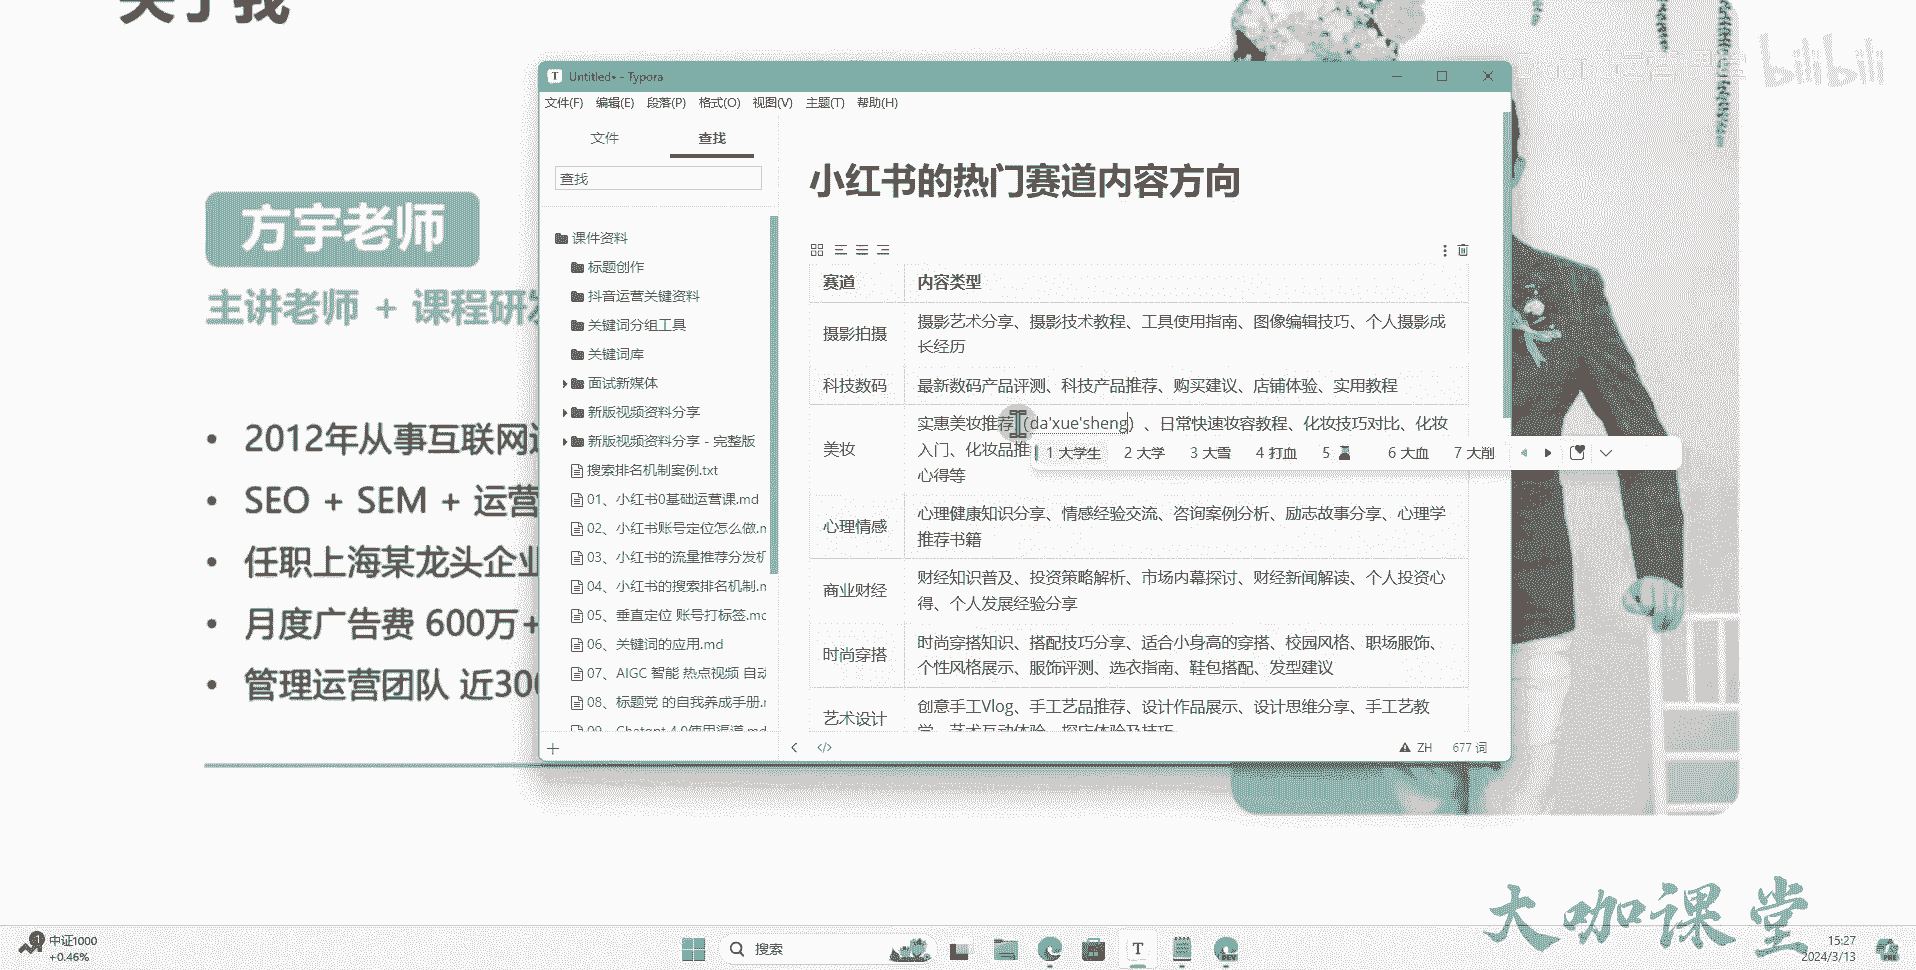 关于我
bilibili
方宇老师
主讲老师 + 课程研发
2012年从事互联网
SEO + SEM + 运营
任职上海某龙头企业
月度广告费 600万+
管理运营团队 近300
Untitled• - Typora
文件(F) 编辑(E) 段落(P) 格式(O) 视图(V) 主题(T) 帮助(H)
文件 查找
查找
课件资料
标题创作
抖音运营关键资料
关键词分组工具
关键词库
面试新媒体
新版视频资料分享
新版视频资料分享 - 完整版
搜索排名机制案例.txt
01、小红书0基础运营课.md
02、小红书账号定位怎么做.m
03、小红书的流量推荐分发机
04、小红书的搜索排名机制.m
05、垂直定位 账号打标签.mc
06、关键词的应用.md
07、AIGC 智能 热点视频 自动
08、标题党 的自我养成手册.r
09、Chatgpt 4.0使用渠道.md
小红书的热门赛道内容方向
赛道 内容类型
摄影拍摄 摄影艺术分享、摄影技术教程、工具使用指南、图像编辑技巧、个人摄影成
长经历
科技数码 最新数码产品评测、科技产品推荐、购买建议、店铺体验、实用教程
美妆 实惠美妆推荐（da'xue'sheng）、日常快速妆容教程、化妆技巧对比、化妆
入门、化妆品推
心得等
1 大学生 2 大学 3 大雪 4 打血 5 6 大血 7 大削
心理情感 心理健康知识分享、情感经验交流、咨询案例分析、励志故事分享、心理学
推荐书籍
商业财经 财经知识普及、投资策略解析、市场内幕探讨、财经新闻解读、个人投资心
得、个人发展经验分享
时尚穿搭 时尚穿搭知识、搭配技巧分享、适合小身高的穿搭、校园风格、职场服饰、
个性风格展示、服饰评测、选衣指南、鞋包搭配、发型建议
艺术设计 创意手工Vlog、手工艺品推荐、设计作品展示、设计思维分享、手工艺教
学、艺术互动体验、探店体验及技巧
ZH 677 词
大咖课堂
中证1000
+0.46%
搜索
15:27
2024/3/13